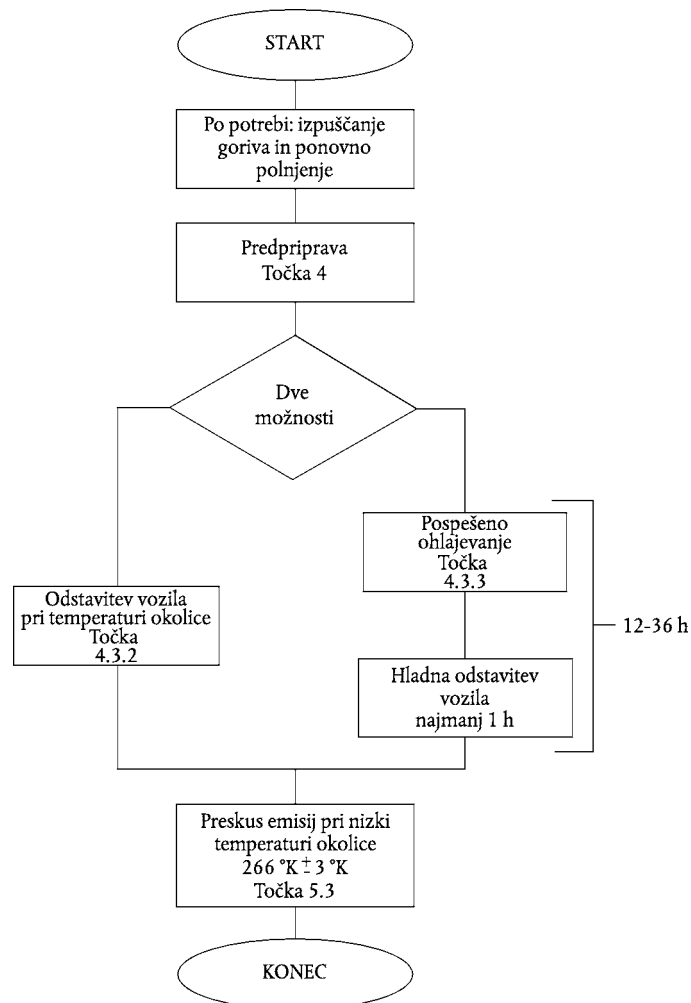 START
Po potrebi: izpuščanje
goriva in ponovno
polnjenje
Predpriprava
Točka 4
Dve
možnosti
Pospešeno
ohlajevanje
Točka
4.3.3
Odstavitev vozila
pri temperaturi okolice
Točka
4.3.2
12-36 h
Hladna odstavitev
vozila
najmanj 1 h
Preskus emisij pri nizki
temperaturi okolice
266 °K ± 3 °K
Točka 5.3
KONEC